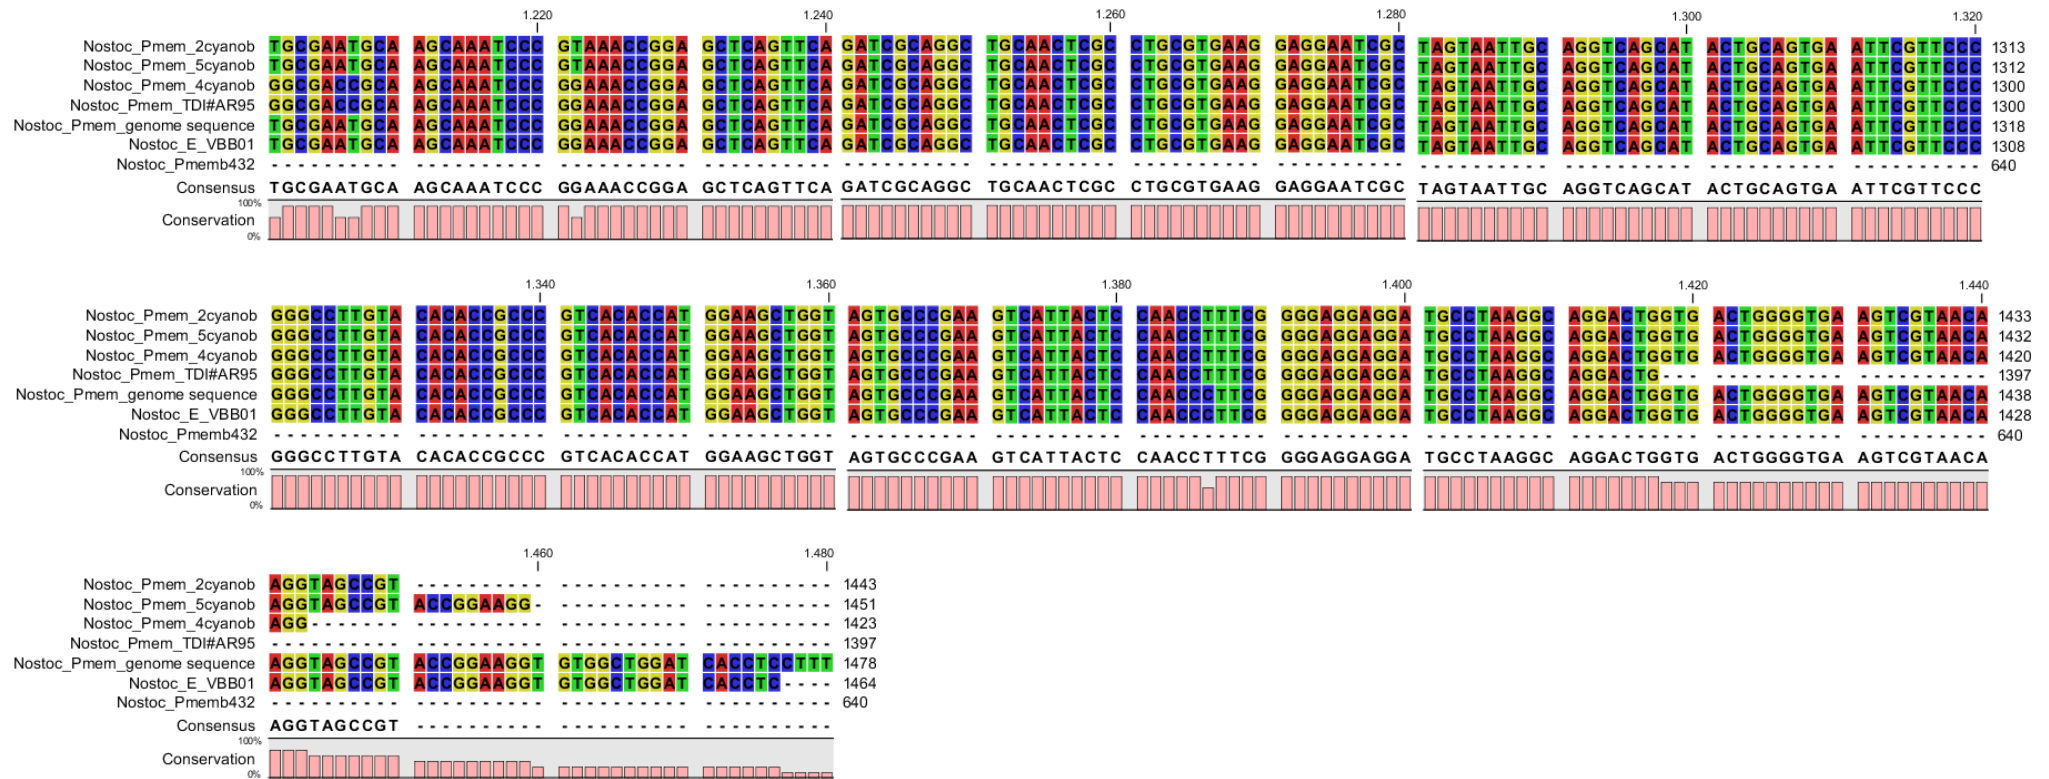 1.220 1.240 1.260 1.280 1.300 1.320
Nostoc_Pmem_2cyanob TGCGAATGCA AGCAAATCCC GTAAACCGGA GCTCAGTTCA GATCGCAGGC TGCAACTCGC CTGCGTGAAG GAGGAATCGC TAGTAATTGC AGGTCAGCAT ACTGCAGTGA ATTCGTTCCC 1313
Nostoc_Pmem_5cyanob TGCGAATGCA AGCAAATCCC GTAAACCGGA GCTCAGTTCA GATCGCAGGC TGCAACTCGC CTGCGTGAAG GAGGAATCGC TAGTAATTGC AGGTCAGCAT ACTGCAGTGA ATTCGTTCCC 1312
Nostoc_Pmem_4cyanob GGCGACCGCA AGCAAATCCC GGAAACCGGA GCTCAGTTCA GATCGCAGGC TGCAACTCGC CTGCGTGAAG GAGGAATCGC TAGTAATTGC AGGTCAGCAT ACTGCAGTGA ATTCGTTCCC 1300
Nostoc_Pmem_TDI#AR95 GGCGACCGCA AGCAAATCCC GGAAACCGGA GCTCAGTTCA GATCGCAGGC TGCAACTCGC CTGCGTGAAG GAGGAATCGC TAGTAATTGC AGGTCAGCAT ACTGCAGTGA ATTCGTTCCC 1300
Nostoc_Pmem_genome sequence TGCGAATGCA AGCAAATCCC GGAAACCGGA GCTCAGTTCA GATCGCAGGC TGCAACTCGC CTGCGTGAAG GAGGAATCGC TAGTAATTGC AGGTCAGCAT ACTGCAGTGA ATTCGTTCCC 1318
Nostoc_E_VBB01 TGCGAATGCA AGCAAATCCC GGAAACCGGA GCTCAGTTCA GATCGCAGGC TGCAACTCGC CTGCGTGAAG GAGGAATCGC TAGTAATTGC AGGTCAGCAT ACTGCAGTGA ATTCGTTCCC 1308
Nostoc_Pmemb432 ---------- ---------- ---------- ---------- ---------- ---------- ---------- ---------- ---------- ---------- ---------- ---------- 640
Consensus TGCGAATGCA AGCAAATCCC GGAAACCGGA GCTCAGTTCA GATCGCAGGC TGCAACTCGC CTGCGTGAAG GAGGAATCGC TAGTAATTGC AGGTCAGCAT ACTGCAGTGA ATTCGTTCCC
100%
Conservation
0%
1.340 1.360 1.380 1.400 1.420 1.440
Nostoc_Pmem_2cyanob GGGCCTTGTA CACACCGCCC GTCACACCAT GGAAGCTGGT AGTGCCCGAA GTCATTACTC CAACCTTTCG GGGAGGAGGA TGCCTAAGGC AGGACTGGTG ACTGGGGTGA AGTCGTAACA 1433
Nostoc_Pmem_5cyanob GGGCCTTGTA CACACCGCCC GTCACACCAT GGAAGCTGGT AGTGCCCGAA GTCATTACTC CAACCTTTCG GGGAGGAGGA TGCCTAAGGC AGGACTGGTG ACTGGGGTGA AGTCGTAACA 1432
Nostoc_Pmem_4cyanob GGGCCTTGTA CACACCGCCC GTCACACCAT GGAAGCTGGT AGTGCCCGAA GTCATTACTC CAACCTTTCG GGGAGGAGGA TGCCTAAGGC AGGACTGGTG ACTGGGGTGA AGTCGTAACA 1420
Nostoc_Pmem_TDI#AR95 GGGCCTTGTA CACACCGCCC GTCACACCAT GGAAGCTGGT AGTGCCCGAA GTCATTACTC CAACCTTTCG GGGAGGAGGA TGCCTAAGGC AGGACTG--- ---------- ---------- 1397
Nostoc_Pmem_genome sequence GGGCCTTGTA CACACCGCCC GTCACACCAT GGAAGCTGGT AGTGCCCGAA GTCATTACTC CAACCCTTCG GGGAGGAGGA TGCCTAAGGC AGGACTGGTG ACTGGGGTGA AGTCGTAACA 1438
Nostoc_E_VBB01 GGGCCTTGTA CACACCGCCC GTCACACCAT GGAAGCTGGT AGTGCCCGAA GTCATTACTC CAACCCTTCG GGGAGGAGGA TGCCTAAGGC AGGACTGGTG ACTGGGGTGA AGTCGTAACA 1428
Nostoc_Pmemb432 ---------- ---------- ---------- ---------- ---------- ---------- ---------- ---------- ---------- ---------- ---------- ---------- 640
Consensus GGGCCTTGTA CACACCGCCC GTCACACCAT GGAAGCTGGT AGTGCCCGAA GTCATTACTC CAACCTTTCG GGGAGGAGGA TGCCTAAGGC AGGACTGGTG ACTGGGGTGA AGTCGTAACA
100%
Conservation
0%
1.460 1.480
Nostoc_Pmem_2cyanob AGGTAGCCGT ---------- ---------- ---------- 1443
Nostoc_Pmem_5cyanob AGGTAGCCGT ACCGGAAGG- ---------- ---------- 1451
Nostoc_Pmem_4cyanob AGG------- ---------- ---------- ---------- 1423
Nostoc_Pmem_TDI#AR95 ---------- ---------- ---------- ---------- 1397
Nostoc_Pmem_genome sequence AGGTAGCCGT ACCGGAAGGT GTGGCTGGAT CACCTCCTTT 1478
Nostoc_E_VBB01 AGGTAGCCGT ACCGGAAGGT GTGGCTGGAT CACCTC---- 1464
Nostoc_Pmemb432 ---------- ---------- ---------- ---------- 640
Consensus AGGTAGCCGT ---------- ---------- ----------
100%
Conservation
0%